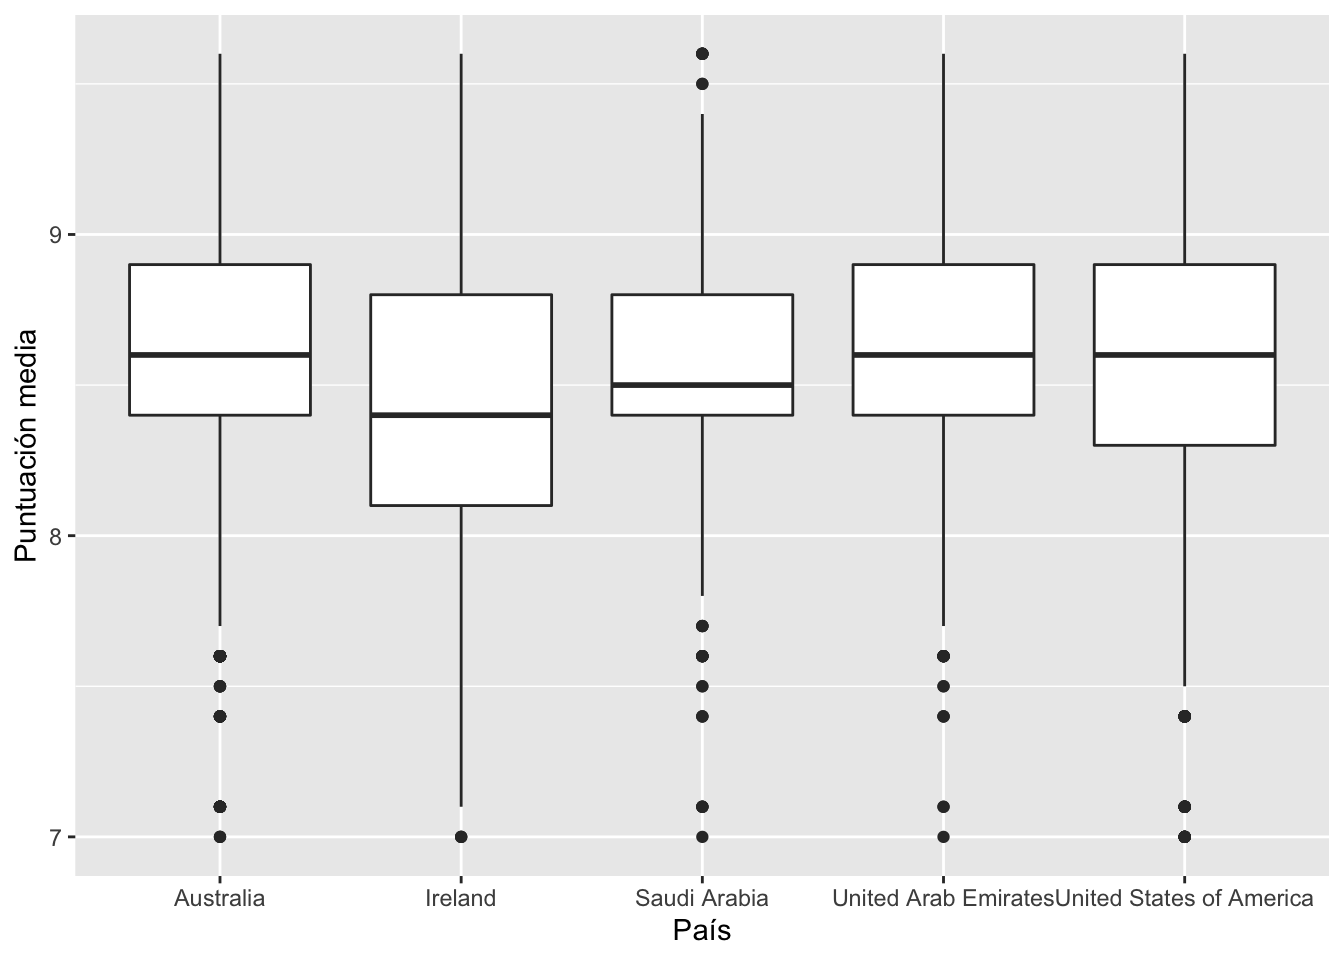 Puntuación media
9
8
7
Australia Ireland Saudi Arabia United Arab Emirates United States of America
País